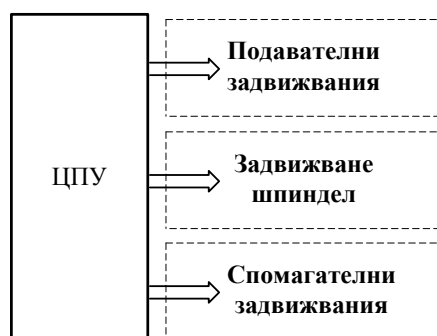 ЦПУ
Подавателни
задвижвания
Задвижване
шпиндел
Спомагателни
задвижвания